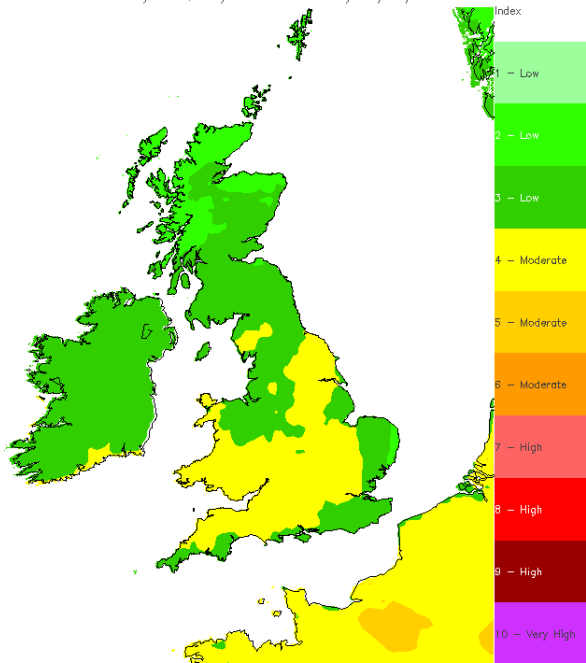 Index
1 - Low
2 - Low
3 - Low
4 - Moderate
5 - Moderate
6 - Moderate
7 - High
8 - High
9 - High
10 - Very High